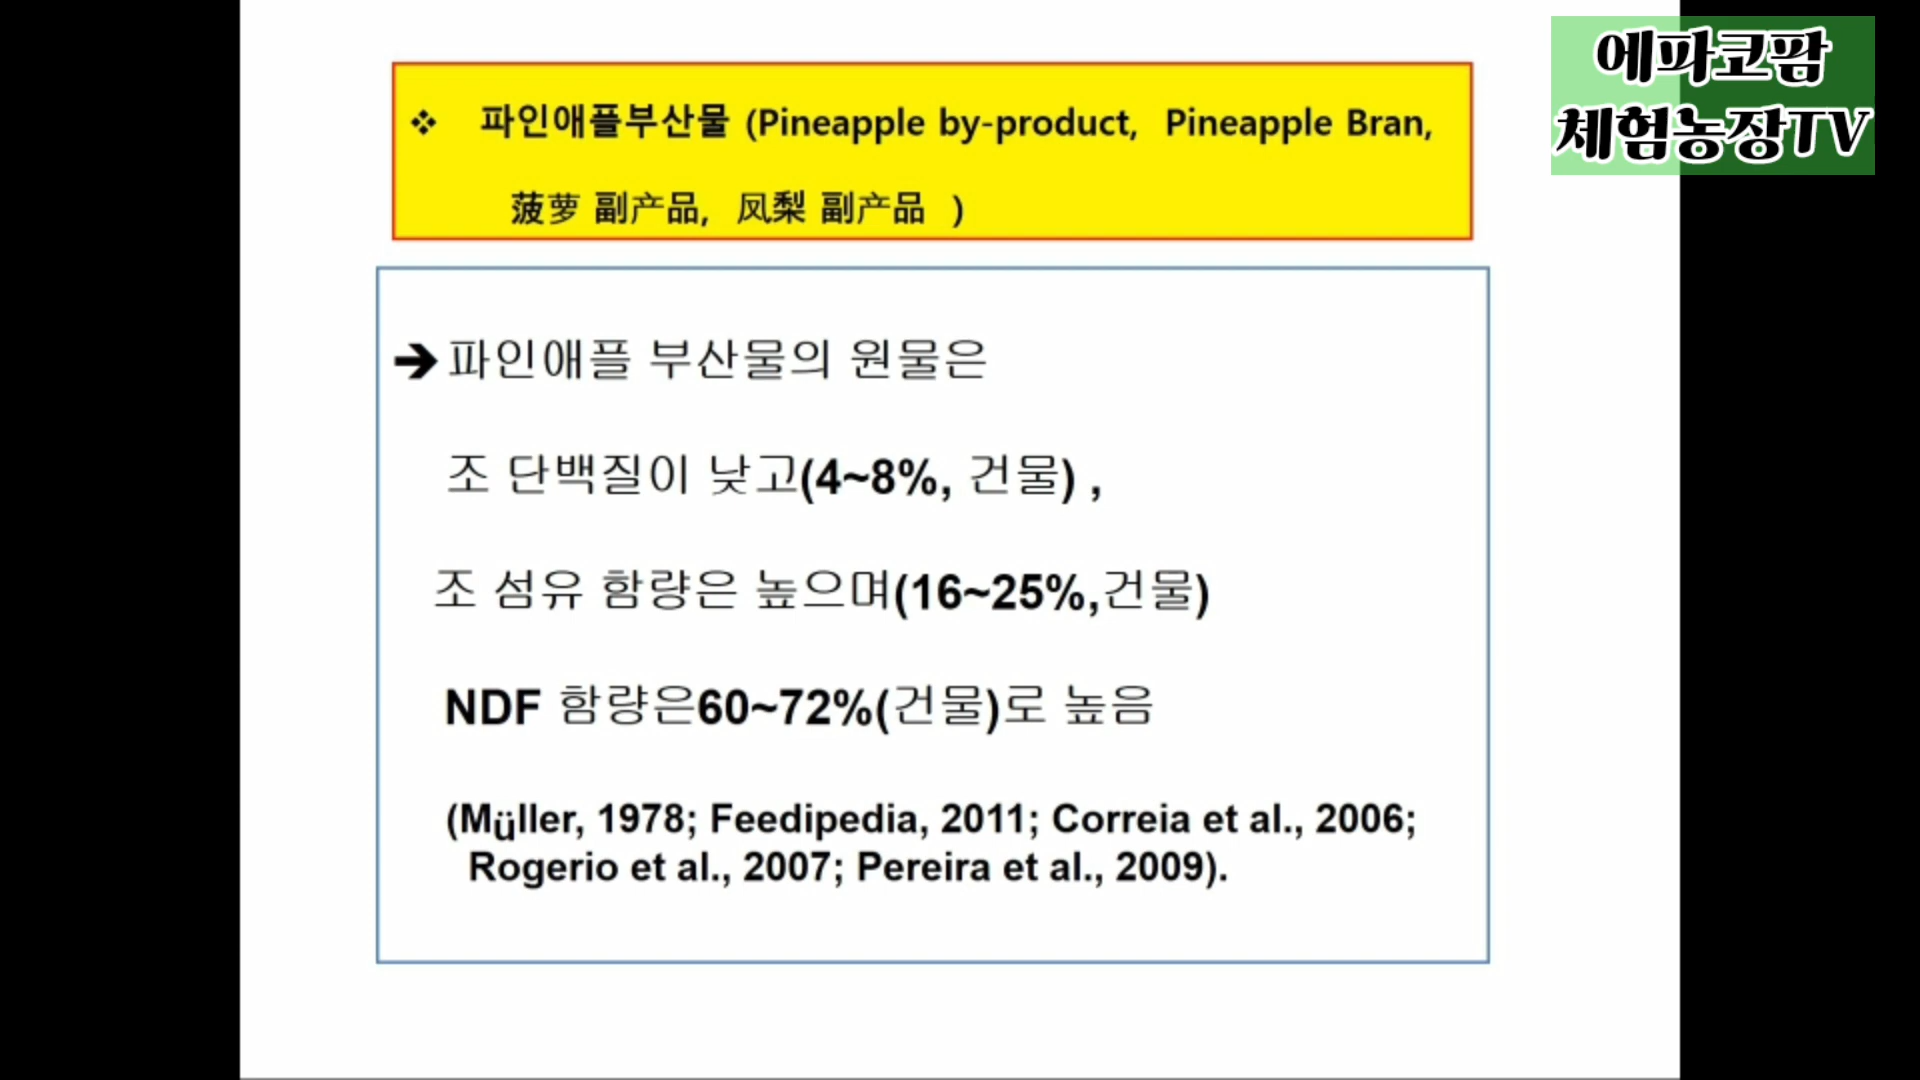 에파코팜
체험농장TV
❖ 파인애플부산물 (Pineapple by-product, Pineapple Bran,
菠萝 副产品, 凤梨 副产品 )
➔파인애플 부산물의 원물은
조 단백질이 낮고(4~8%, 건물) ,
조 섬유 함량은 높으며(16~25%,건물)
NDF 함량은60~72%(건물)로 높음
(Müller, 1978; Feedipedia, 2011; Correia et al., 2006;
Rogerio et al., 2007; Pereira et al., 2009).